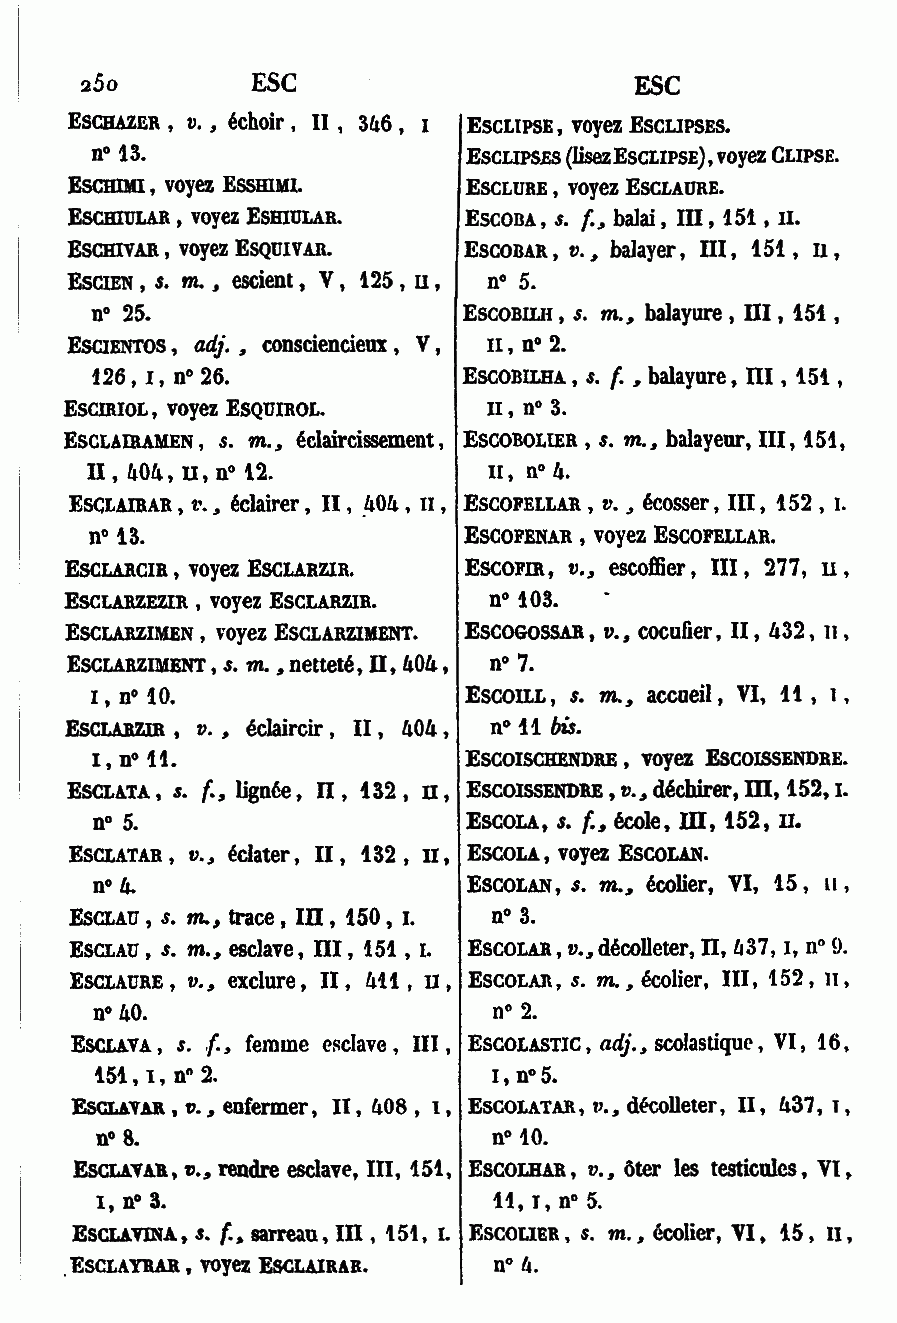 250 ESC ESC
ESCHAZER, v., échoir, II, 346, I
n° 13.
ESCHIMI, voyez ESSHIMI.
ESCHIULAR, voyez ESHIULAR.
ESCHIVAR, voyez ESQUIVAR.
ESCIEN, s. m., escient, V, 125, II,
n° 25.
ESCIENTOS, adj., consciencieux, V,
126, I, n° 26.
ESCIRIOL, voyez ESQUIROL.
ESCLAIRAMEN, s. m., éclaircissement,
II, 404, II, n° 12.
ESCLAIRAR, v., éclairer, II, 404, II,
n° 13.
ESCLARCIR, voyez ESCLARZIR.
ESCLARZEZIR, voyez ESCLARZIR.
ESCLARZIMEN, voyez ESCLARZIMENT.
ESCLARZIMENT, s. m., netteté, II, 404,
I, n° 10.
ESCLARZIR, v., éclaircir, II, 404,
I, n° 11.
ESCLATA, s. f., lignée, II, 132, II,
n° 5.
ESCLATAR, v., éclater, II, 132, II,
n° 4.
ESCLAU, s. m., trace, III, 150, I.
ESCLAU, s. m., esclave, III, 151, I.
ESCLAURE, v., exclure, II, 411, II,
n° 40.
ESCLAVA, s. f., femme esclave, III,
151, I, n° 2.
ESCLAVAR, v., enfermer, II, 408, I,
n° 8.
ESCLAVAR, v., rendre esclave, III, 151,
I, n° 3.
ESCLAVINA, s. f., sarreau, III, 151, I.
ESCLAYRAR, voyez ESCLAIRAR.
ESCLIPSE, voyez ESCLIPSES.
ESCLIPSES (lisez ESCLIPSE), voyez CLIPSE.
ESCLURE, voyez ESCLAURE.
ESCOBA, s. f., balai, III, 151, II.
ESCOBAR, v., balayer, III, 151, II,
n° 5.
ESCOBILH, s. m., balayure, III, 151,
II, n° 2.
ESCOBILHA, s. f., balayure, III, 151,
II, n° 3.
ESCOBOLIER, s. m., balayeur, III, 151,
II, n° 4.
ESCOFELLAR, v., écosser, III, 152, I.
ESCOFENAR, voyez ESCOFELLAR.
ESCOFIR, v., escoffier, III, 277, II,
n° 103.
ESCOGOSSAR, v., cocufier, II, 432, II,
n° 7.
ESCOILL, s. m., accueil, VI, 11, I,
n° 11 bis.
ESCOISCHENDRE, voyez ESCOISSENDRE.
ESCOISSENDRE, v., déchirer, III, 152, I.
ESCOLA, s. f., école, III, 152, II.
ESCOLA, voyez ESCOLAN.
ESCOLAN, s. m., écolier, VI, 15, II,
n° 3.
ESCOLAR, v., décolleter, II, 437, I, n° 9.
ESCOLAR, s. m., écolier, III, 152, II,
n° 2.
ESCOLASTIC, adj., scolastique, VI, 16,
I, n° 5.
ESCOLATAR, v., décolleter, II, 437, I,
n° 10.
ESCOLHAR, v., ôter les testicules, VI,
11, I, n° 5.
ESCOLIER, s. m., écolier, VI, 15, II,
n° 4.